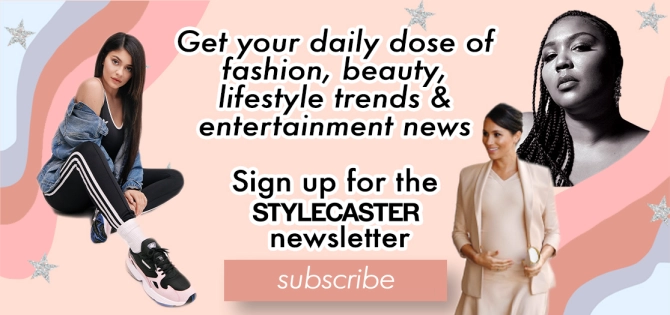 Get your daily dose of
fashion, beauty,
lifestyle trends &
entertainment news
Sign up for the
STYLECASTER
newsletter
subscribe